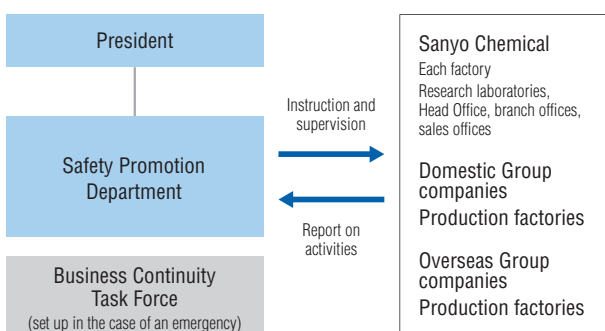 President
Safety Promotion
Department
Business Continuity
Task Force
(set up in the case of an emergency)
Instruction and
supervision
Report on
activities
Sanyo Chemical
Each factory
Research laboratories,
Head Office, branch offices,
sales offices
Domestic Group
companies
Production factories
Overseas Group
companies
Production factories